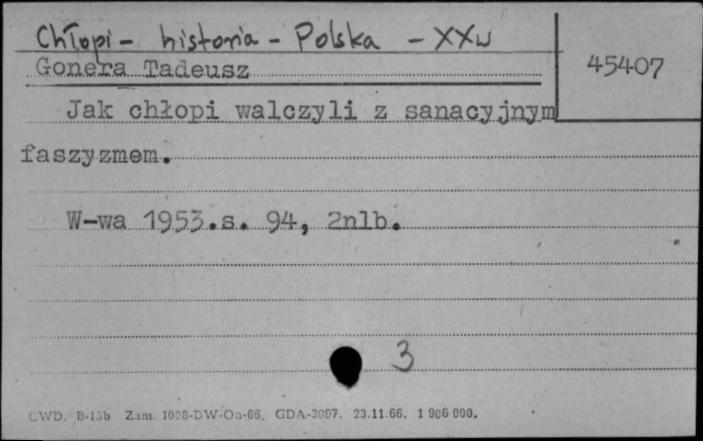 Chłopi - historia - Polska - XXw
45407
Gonera Tadeusz
Jak chłopi walczyli z sanacyjnym
faszyzmem.
W-wa 1953.s. 94, 2nlb.
3
CWD. B-15b Zam. 1008-DW-On-66. GDA-3097. 23.11.66. 1 906 000.